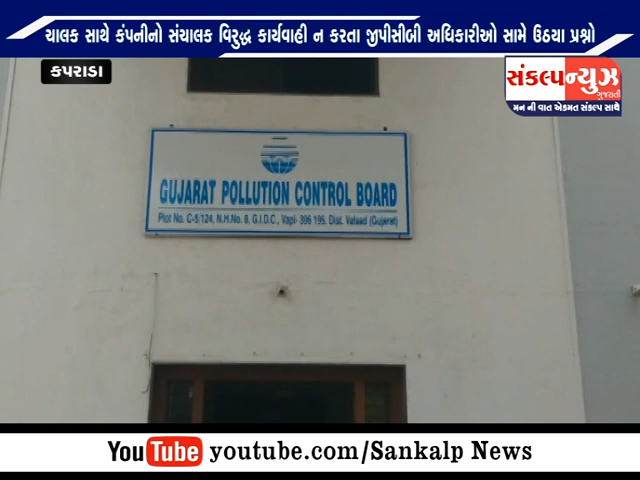 ચાલક સાથે કંપનીનો સંચાલક વિરુદ્ધ કાર્યવાહી ન કરતા જીપીસીબી અધિકારીઓ સામે ઉઠયા પ્રશ્નો
કપરાડા
સંકલ્પન્યુઝ
ગુજરાતી
મન ની વાત એકમત સંકલ્પ સાથે
GUJARAT POLLUTION CONTROL BOARD
Plot No. C-5/124, N.H.No. 8, G.I.D.C., Vapi- 396 195. Dist. Valsad (Gujarat)
YouTube youtube.com/Sankalp News